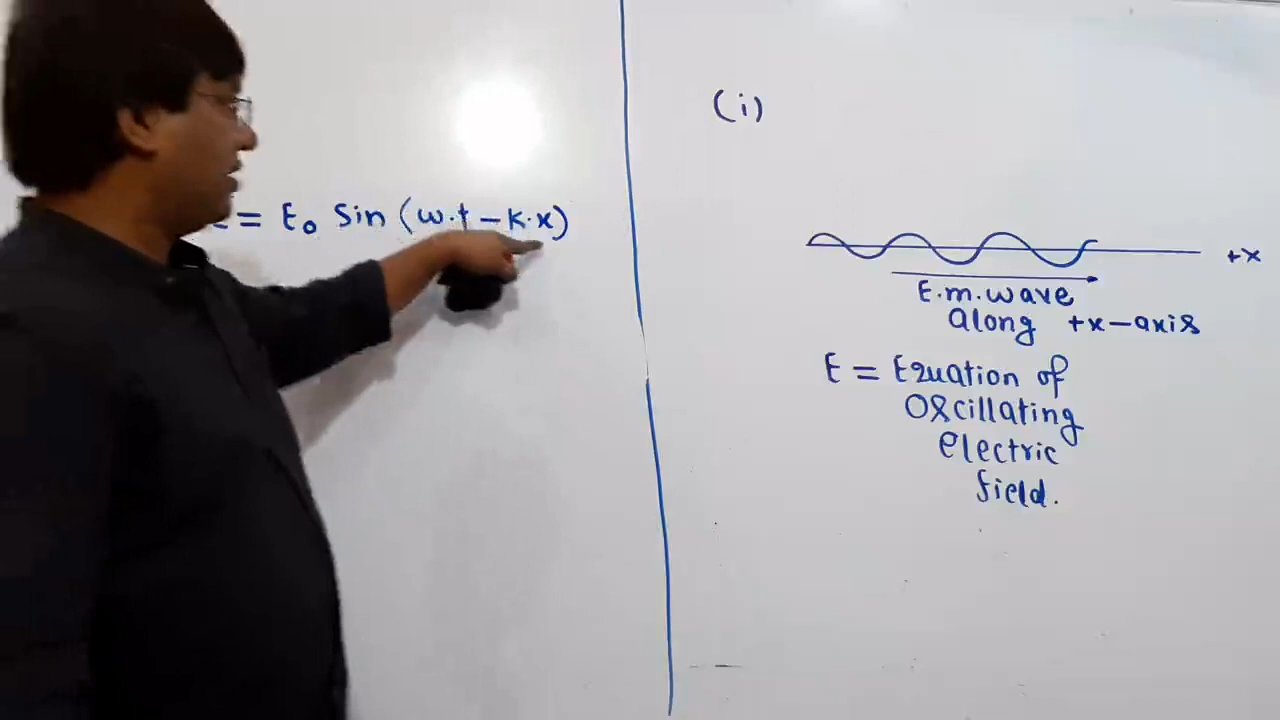 = E₀ Sin (ω.t – K.x)
(i)
+x
E.m.wave
along +x-axis
E = Equation of
Oscillating
electric
field.